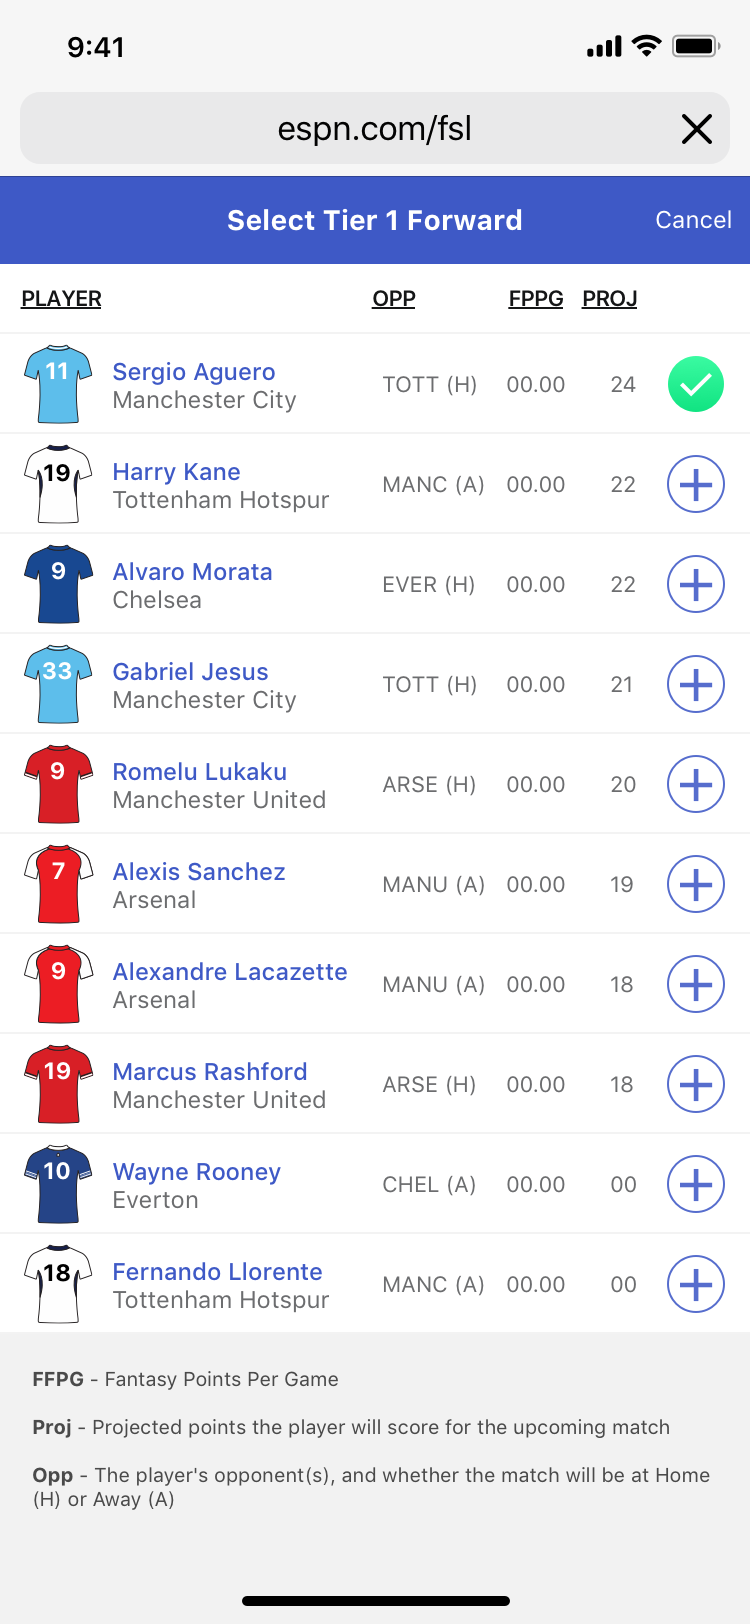 9:41
espn.com/fsl
Select Tier 1 Forward Cancel
PLAYER OPP FPPG PROJ
11 Sergio Aguero
Manchester City
TOTT (H) 00.00 24
19 Harry Kane
Tottenham Hotspur
MANC (A) 00.00 22
9 Alvaro Morata
Chelsea
EVER (H) 00.00 22
33 Gabriel Jesus
Manchester City
TOTT (H) 00.00 21
9 Romelu Lukaku
Manchester United
ARSE (H) 00.00 20
7 Alexis Sanchez
Arsenal
MANU (A) 00.00 19
9 Alexandre Lacazette
Arsenal
MANU (A) 00.00 18
19 Marcus Rashford
Manchester United
ARSE (H) 00.00 18
10 Wayne Rooney
Everton
CHEL (A) 00.00 00
18 Fernando Llorente
Tottenham Hotspur
MANC (A) 00.00 00
FFPG - Fantasy Points Per Game
Proj - Projected points the player will score for the upcoming match
Opp - The player's opponent(s), and whether the match will be at Home
(H) or Away (A)